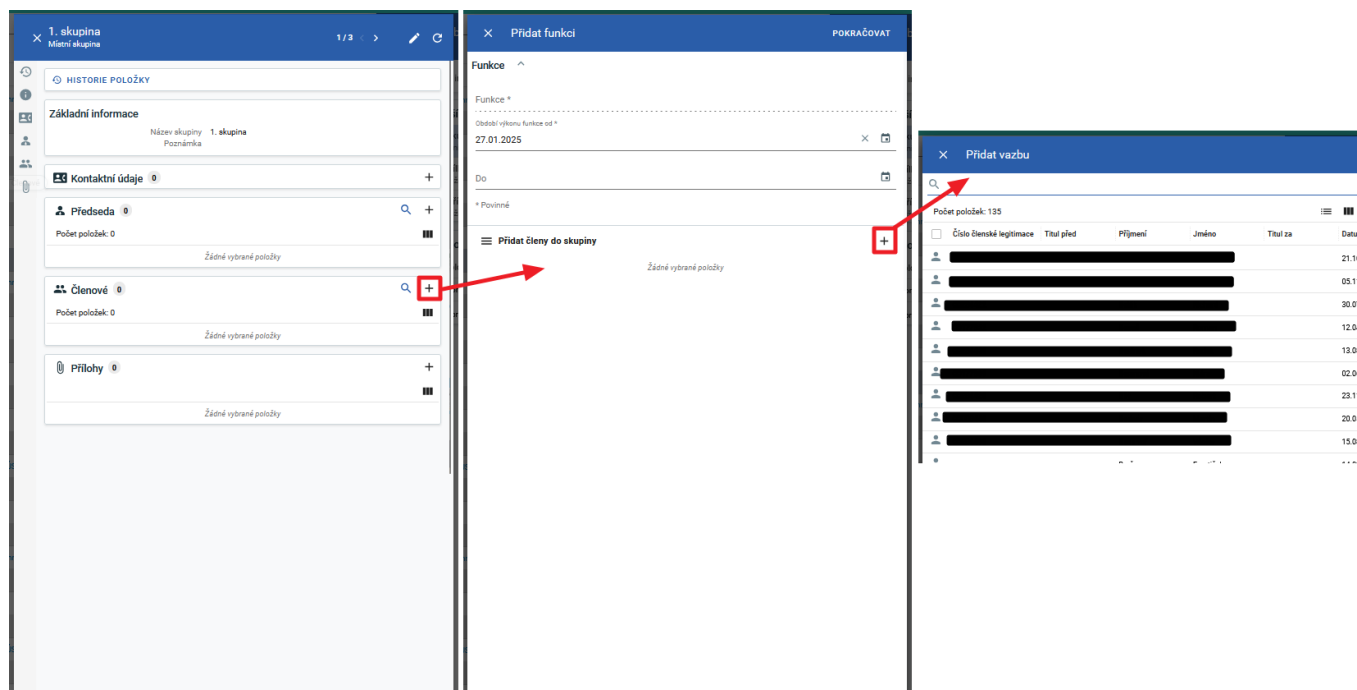 1. skupina
Místní skupina
1 / 3
HISTORIE POLOŽKY
Základní informace
Název skupiny 1. skupina
Poznámka
Kontaktní údaje 0
Předseda 0
Počet položek: 0
Žádné vybrané položky
Členové 0
Počet položek: 0
Žádné vybrané položky
Přílohy 0
Žádné vybrané položky
Přidat funkci
POKRAČOVAT
Funkce
Funkce *
Období výkonu funkce od *
27.01.2025
Do
* Povinné
Přidat členy do skupiny
Žádné vybrané položky
Přidat vazbu
Počet položek: 135
Číslo členské legitimace Titul před Příjmení Jméno Titul za Datu
21.1
05.1
30.0
12.0
13.0
02.0
23.1
20.0
15.0